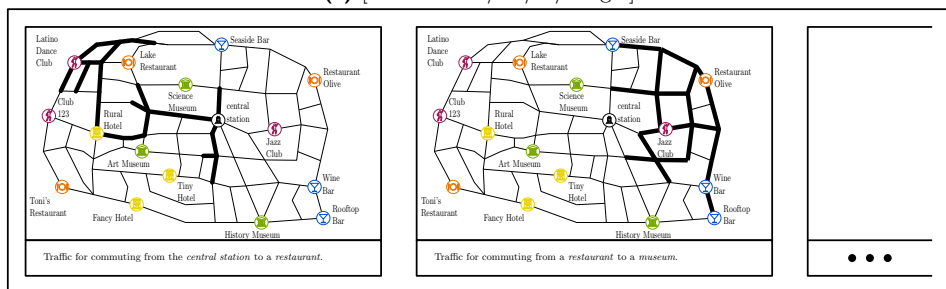 Latino
Dance
Club
Lake
Restaurant
Seaside Bar
Restaurant
Olive
Science
Museum
central
station
Club
123
Rural
Hotel
Jazz
Club
Art Museum
Tiny
Hotel
Wine
Bar
Toni's
Restaurant
Fancy Hotel
Rooftop
Bar
History Museum
Traffic for commuting from the central station to a restaurant.
Latino
Dance
Club
Lake
Restaurant
Seaside Bar
Restaurant
Olive
Science
Museum
central
station
Club
123
Rural
Hotel
Jazz
Club
Art Museum
Tiny
Hotel
Wine
Bar
Toni's
Restaurant
Fancy Hotel
Rooftop
Bar
History Museum
Traffic for commuting from a restaurant to a museum.